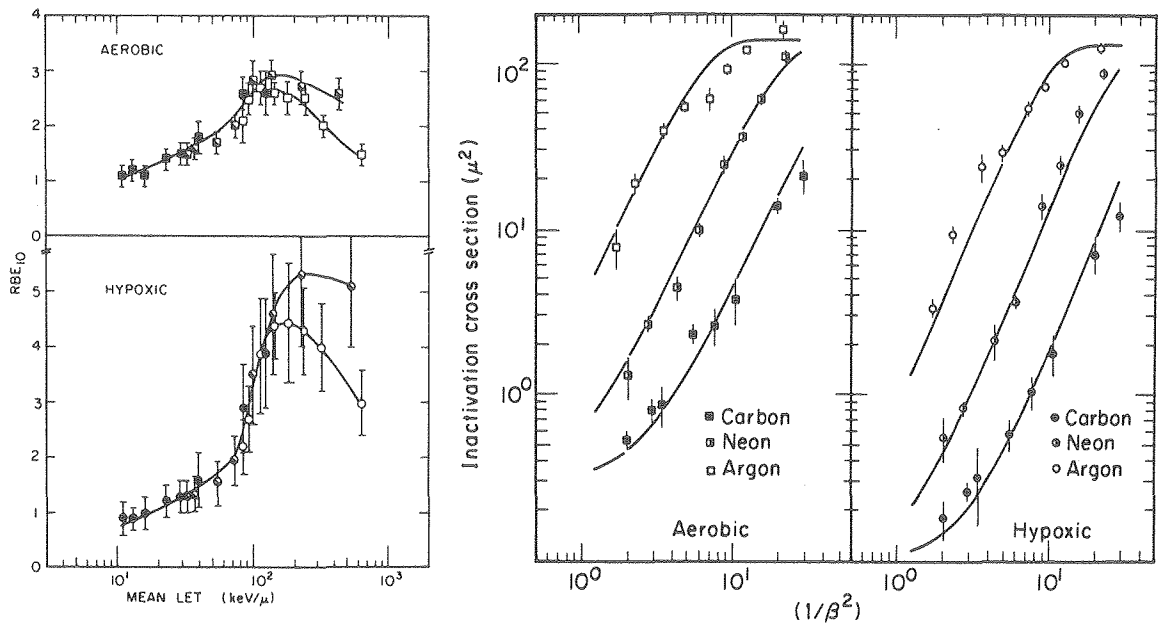 4
3
2
1
0
AEROBIC
RBE10
5
4
3
2
1
0
HYPOXIC
10¹
10²
10³
MEAN LET (keV/μ)
Inactivation cross section (μ²)
10²
10¹
10⁰
Carbon
Neon
Argon
Aerobic
10⁰
10¹
Carbon
Neon
Argon
Hypoxic
10⁰
10¹
(1/β²)